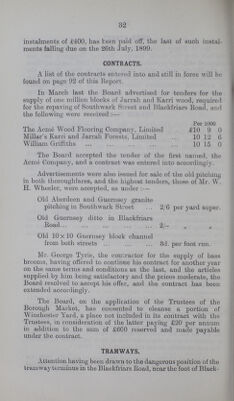 32
instalments of £400, has been paid off, the last of such instal-
ments falling due on the 26th July, 1899.
CONTRACTS.
A list of the contracts entered into and still in force will be
found on page 92 of this Report.
In March last the Board advertised for tenders for the
supply of one million blocks of Jarrah and Karri wood, required
for the repaving of Southwark Street and Blackfriars Road, and
the following were received :—
Per 1000
The Acmé Wood Flooring Company, Limited ... £10 9 0
Millar's Karri and Jarrah Forests, Limited ... 10 12 6
William Griffiths ... ... ... ... 10 15 0
The Board accepted the tender of the first named, the
Acmé Company, and a contract was entered into accordingly.
Advertisements were also issued for sale of the old pitching
in both thoroughfares, and the highest tenders, those of Mr. W.
H. Wheeler, were accepted, as under :—
Old Aberdeen and Guernsey granite
pitching in Southwark Street ... 2/6 per yard super.
Old Guernsey ditto in Blackfriars
Road... ... ... ... ... 2/- „ „
Old 10 x 10 Guernsey block channel
from both streets ... ... ... 3d. per foot run.
Mr. George Tyrie, the contractor for the supply of bass
brooms, having offered to continue his contract for another year
on the same terms and conditions as the last, and the articles
supplied by him being satisfactory and the prices moderate, the
Board resolved to accept his offer, and the contract has been
extended accordingly.
The Board, on the application of the Trustees of the
Borough Market, has consented to cleanse a portion of
Winchester Yard, a place not included in its contract with the
Trustees, in consideration of the latter paying £20 per annum
in addition to the sum of £600 reserved and made payable
under the contract.
TRAMWAYS.
Attention having been drawn to the dangerous position of the
tramway terminus in the Blackfriars Road, near the foot of Black-